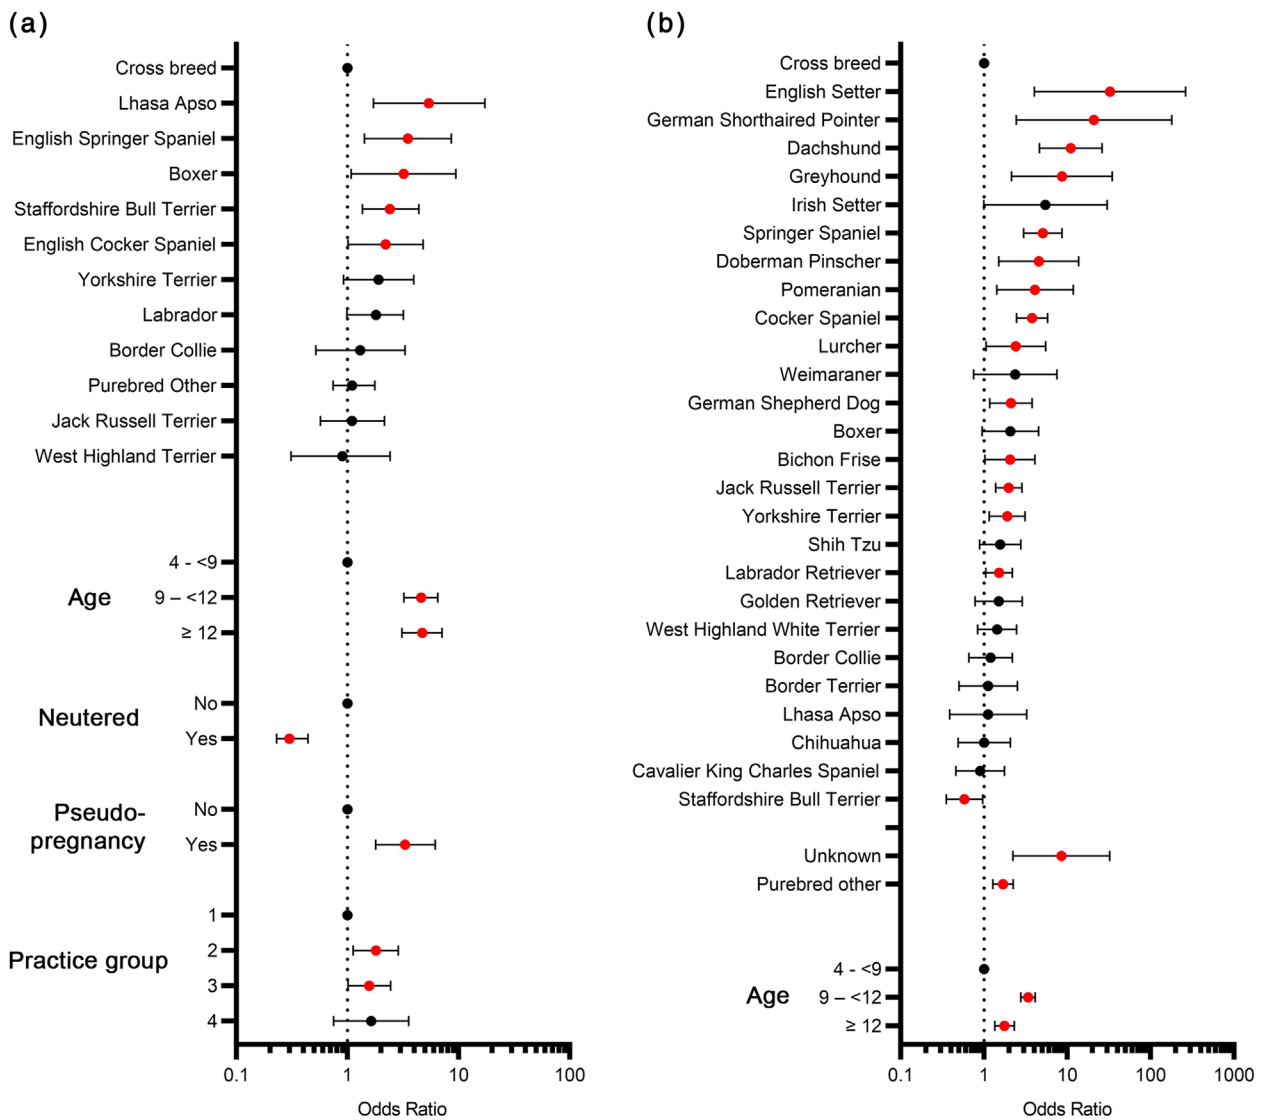 (a)
Cross breed
Lhasa Apso
English Springer Spaniel
Boxer
Staffordshire Bull Terrier
English Cocker Spaniel
Yorkshire Terrier
Labrador
Border Collie
Purebred Other
Jack Russell Terrier
West Highland Terrier
Age
4 - <9
9 – <12
≥ 12
Neutered
No
Yes
Pseudo-
pregnancy
No
Yes
Practice group
1
2
3
4
0.1 1 10 100
Odds Ratio
(b)
Cross breed
English Setter
German Shorthaired Pointer
Dachshund
Greyhound
Irish Setter
Springer Spaniel
Doberman Pinscher
Pomeranian
Cocker Spaniel
Lurcher
Weimaraner
German Shepherd Dog
Boxer
Bichon Frise
Jack Russell Terrier
Yorkshire Terrier
Shih Tzu
Labrador Retriever
Golden Retriever
West Highland White Terrier
Border Collie
Border Terrier
Lhasa Apso
Chihuahua
Cavalier King Charles Spaniel
Staffordshire Bull Terrier
Unknown
Purebred other
Age
4 - <9
9 – <12
≥ 12
0.1 1 10 100 1000
Odds Ratio